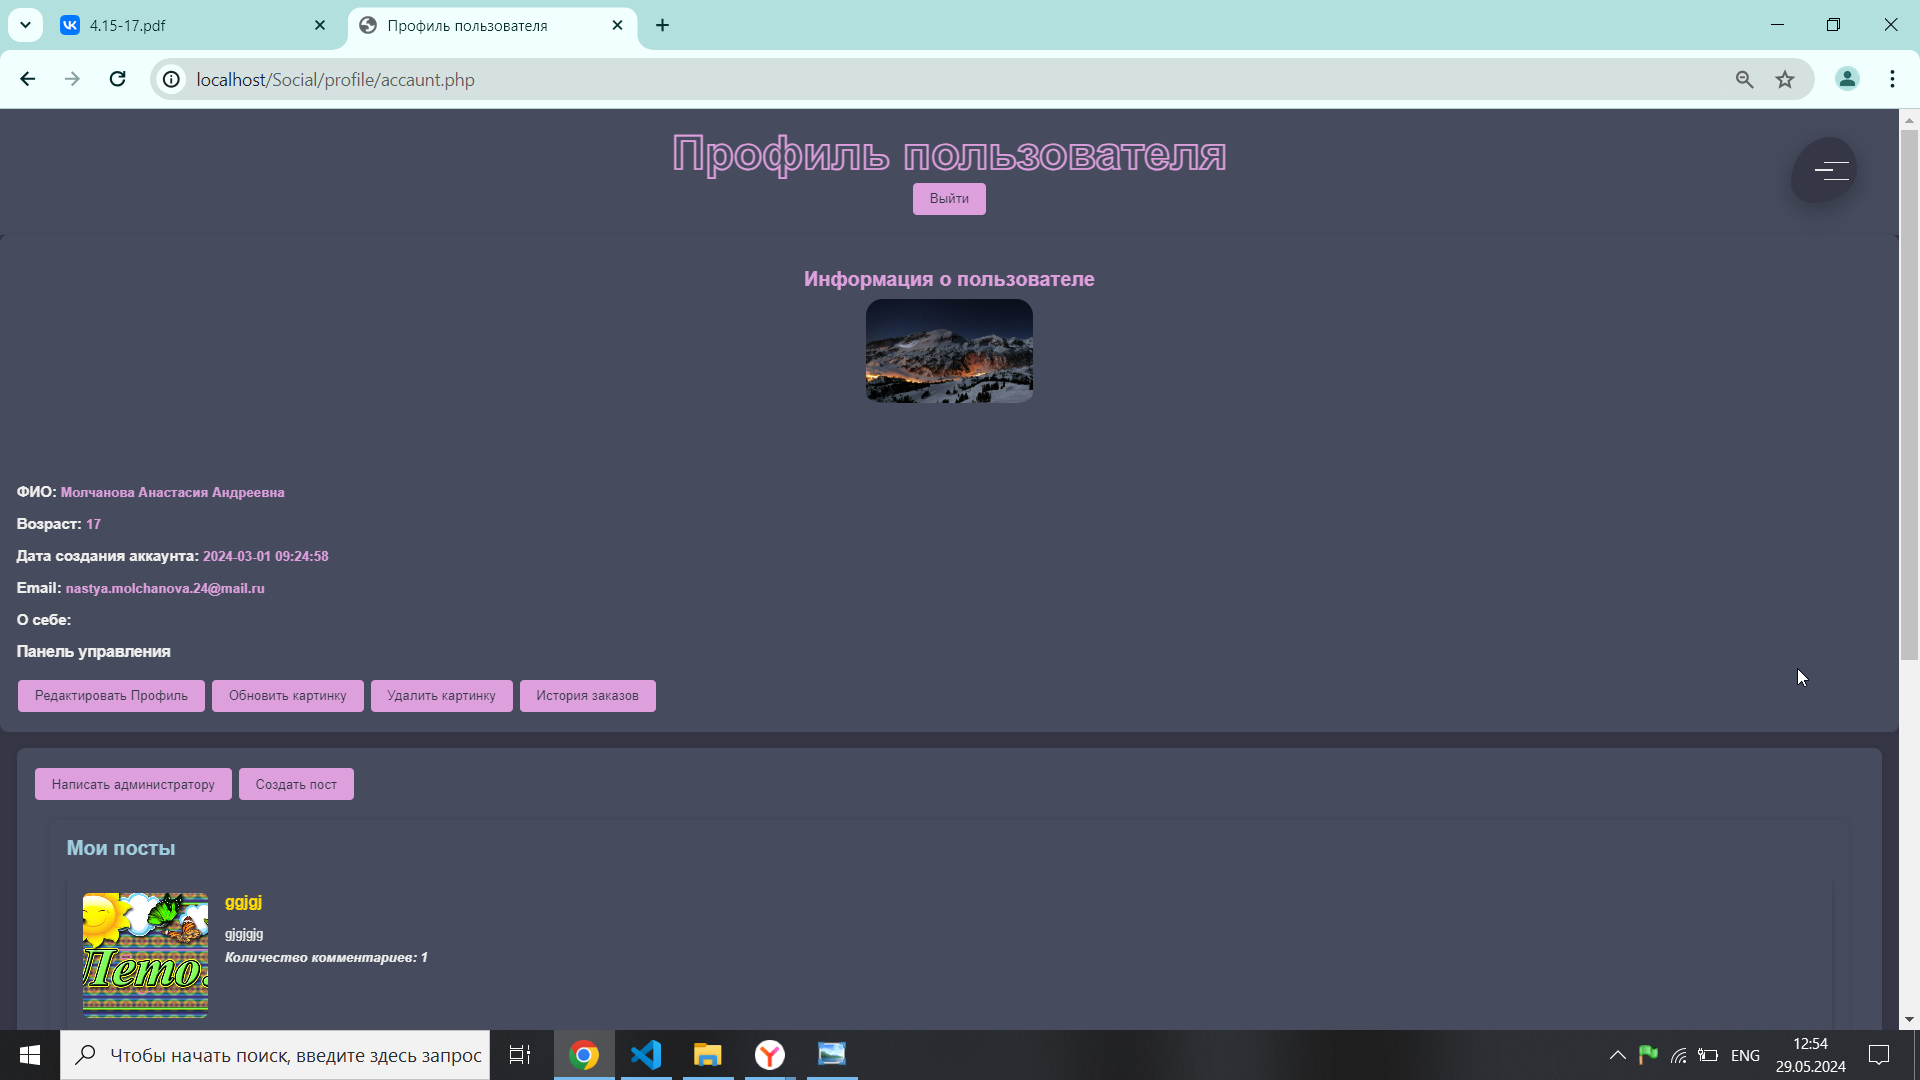 4.15-17.pdf
Профиль пользователя
localhost/Social/profile/accaunt.php
Профиль пользователя
Выйти
Информация о пользователе
ФИО: Молчанова Анастасия Андреевна
Возраст: 17
Дата создания аккаунта: 2024-03-01 09:24:58
Email: nastya.molchanova.24@mail.ru
О себе:
Панель управления
Редактировать Профиль Обновить картинку Удалить картинку История заказов
Написать администратору Создать пост
Мои посты
ggjgj
gjgjgjg
Количество комментариев: 1
Лето.
Чтобы начать поиск, введите здесь запрос
ENG
12:54
29.05.2024